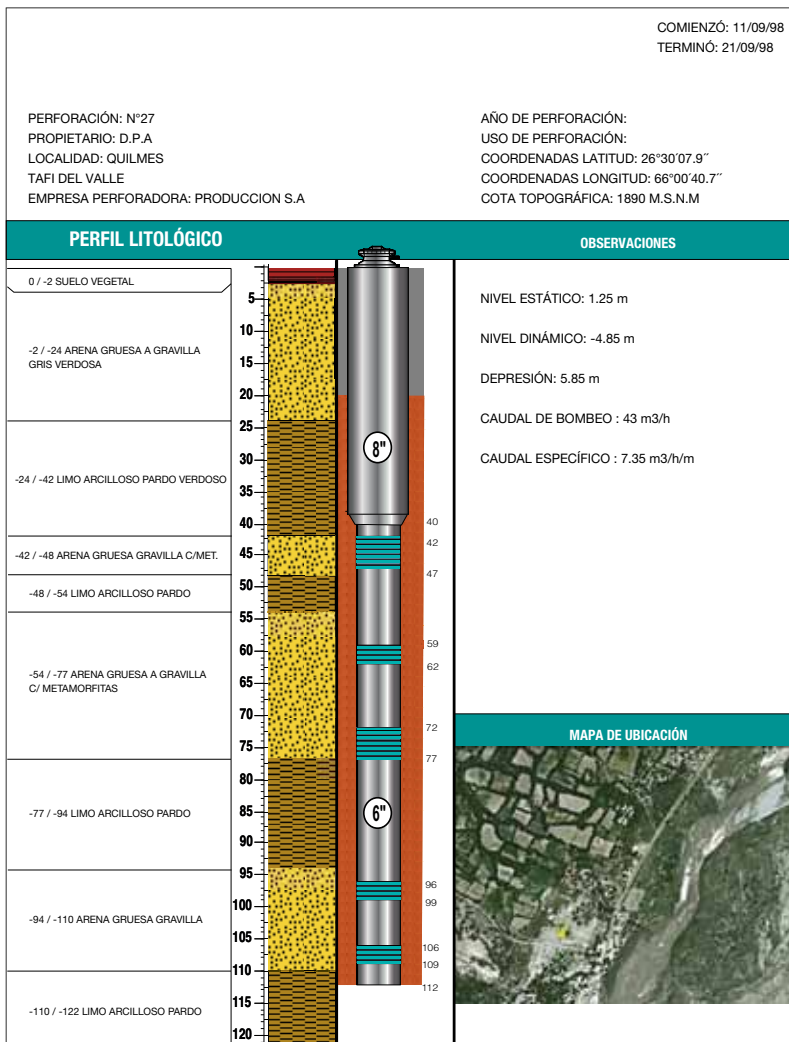 COMIENZÓ: 11/09/98
TERMINÓ: 21/09/98
PERFORACIÓN: N°27
PROPIETARIO: D.P.A
LOCALIDAD: QUILMES
TAFI DEL VALLE
EMPRESA PERFORADORA: PRODUCCION S.A
AÑO DE PERFORACIÓN:
USO DE PERFORACIÓN:
COORDENADAS LATITUD: 26°30´07.9´´
COORDENADAS LONGITUD: 66°00´40.7´´
COTA TOPOGRÁFICA: 1890 M.S.N.M
PERFIL LITOLÓGICO
0 / -2 SUELO VEGETAL
-2 / -24 ARENA GRUESA A GRAVILLA
GRIS VERDOSA
-24 / -42 LIMO ARCILLOSO PARDO VERDOSO
-42 / -48 ARENA GRUESA GRAVILLA C/MET.
-48 / -54 LIMO ARCILLOSO PARDO
-54 / -77 ARENA GRUESA A GRAVILLA
C/ METAMORFITAS
-77 / -94 LIMO ARCILLOSO PARDO
-94 / -110 ARENA GRUESA GRAVILLA
-110 / -122 LIMO ARCILLOSO PARDO
5
10
15
20
25
30
35
40
45
50
55
60
65
70
75
80
85
90
95
100
105
110
115
120
8"
6"
40
42
47
59
62
72
77
96
99
106
109
112
OBSERVACIONES
NIVEL ESTÁTICO: 1.25 m
NIVEL DINÁMICO: -4.85 m
DEPRESIÓN: 5.85 m
CAUDAL DE BOMBEO : 43 m3/h
CAUDAL ESPECÍFICO : 7.35 m3/h/m
MAPA DE UBICACIÓN